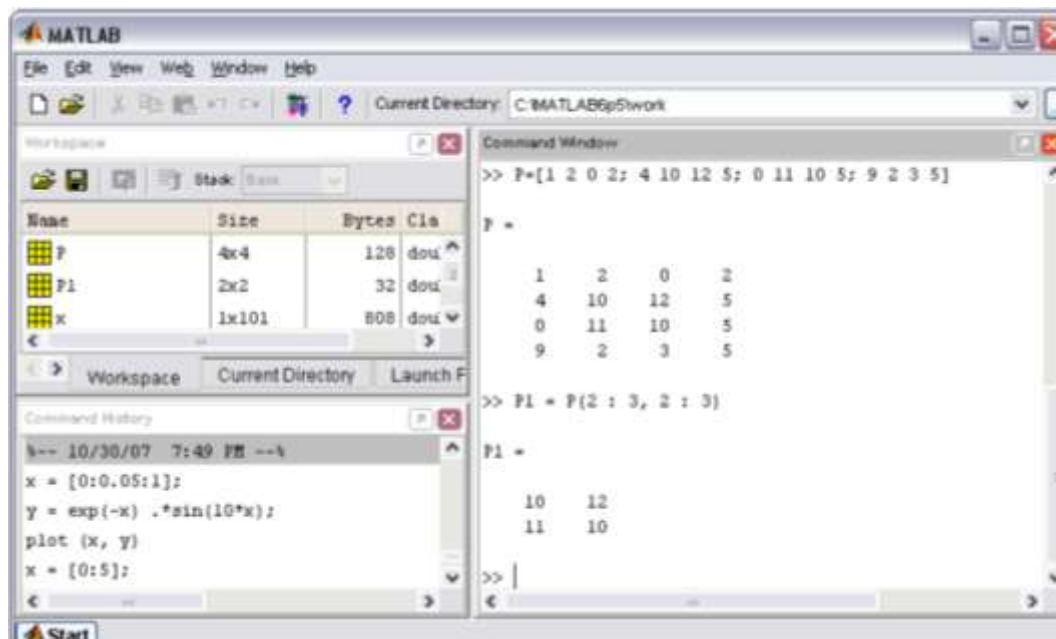 MATLAB
File Edit View Web Window Help
Current Directory: C:\MATLAB6p5\work
Workspace
Stack: Base
Name Size Bytes Cla
P 4x4 128 dou
P1 2x2 32 dou
x 1x101 808 dou
Workspace Current Directory Launch P
Command History
%-- 10/30/07 7:49 PM --%
x = [0:0.05:1];
y = exp(-x) .*sin(10*x);
plot (x, y)
x = [0:5];
Command Window
>> P=[1 2 0 2; 4 10 12 5; 0 11 10 5; 9 2 3 5]
P =
1 2 0 2
4 10 12 5
0 11 10 5
9 2 3 5
>> P1 = P(2 : 3, 2 : 3)
P1 =
10 12
11 10
>>
Start